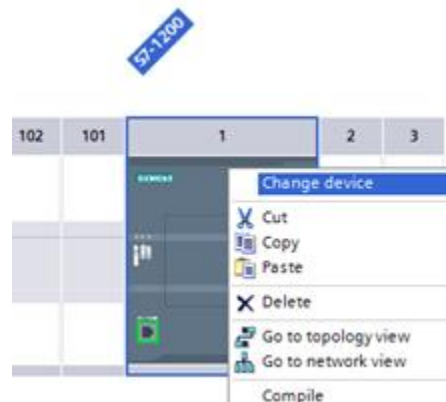 S7-1200
102 101 1 2 3
SIEMENS
Change device
Cut
Copy
Paste
Delete
Go to topology view
Go to network view
Compile